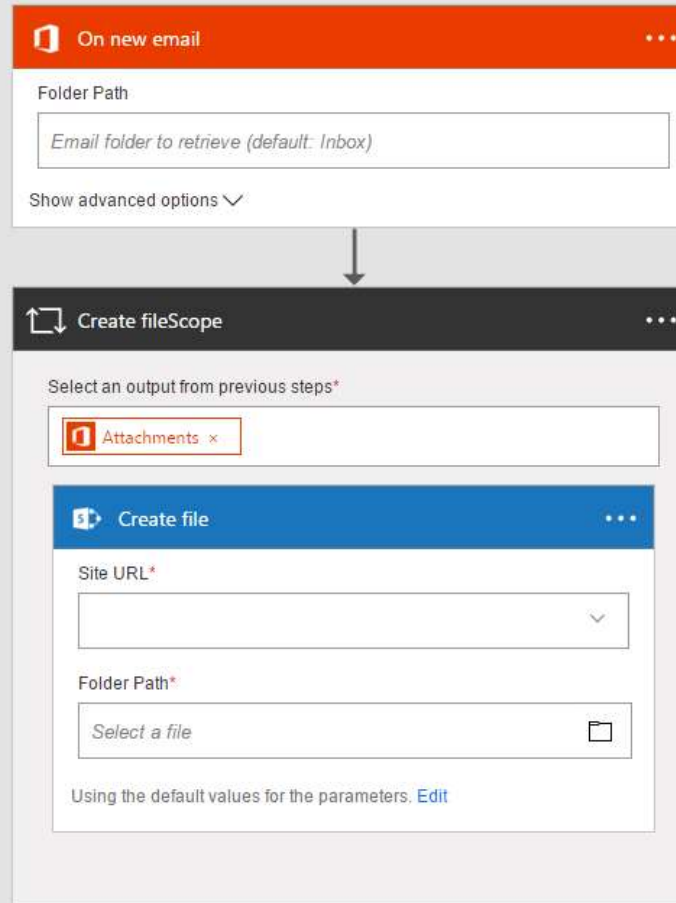 On new email
Folder Path
Email folder to retrieve (default: Inbox)
Show advanced options
Create fileScope
Select an output from previous steps*
Attachments ×
Create file
Site URL*
Folder Path*
Select a file
Using the default values for the parameters. Edit